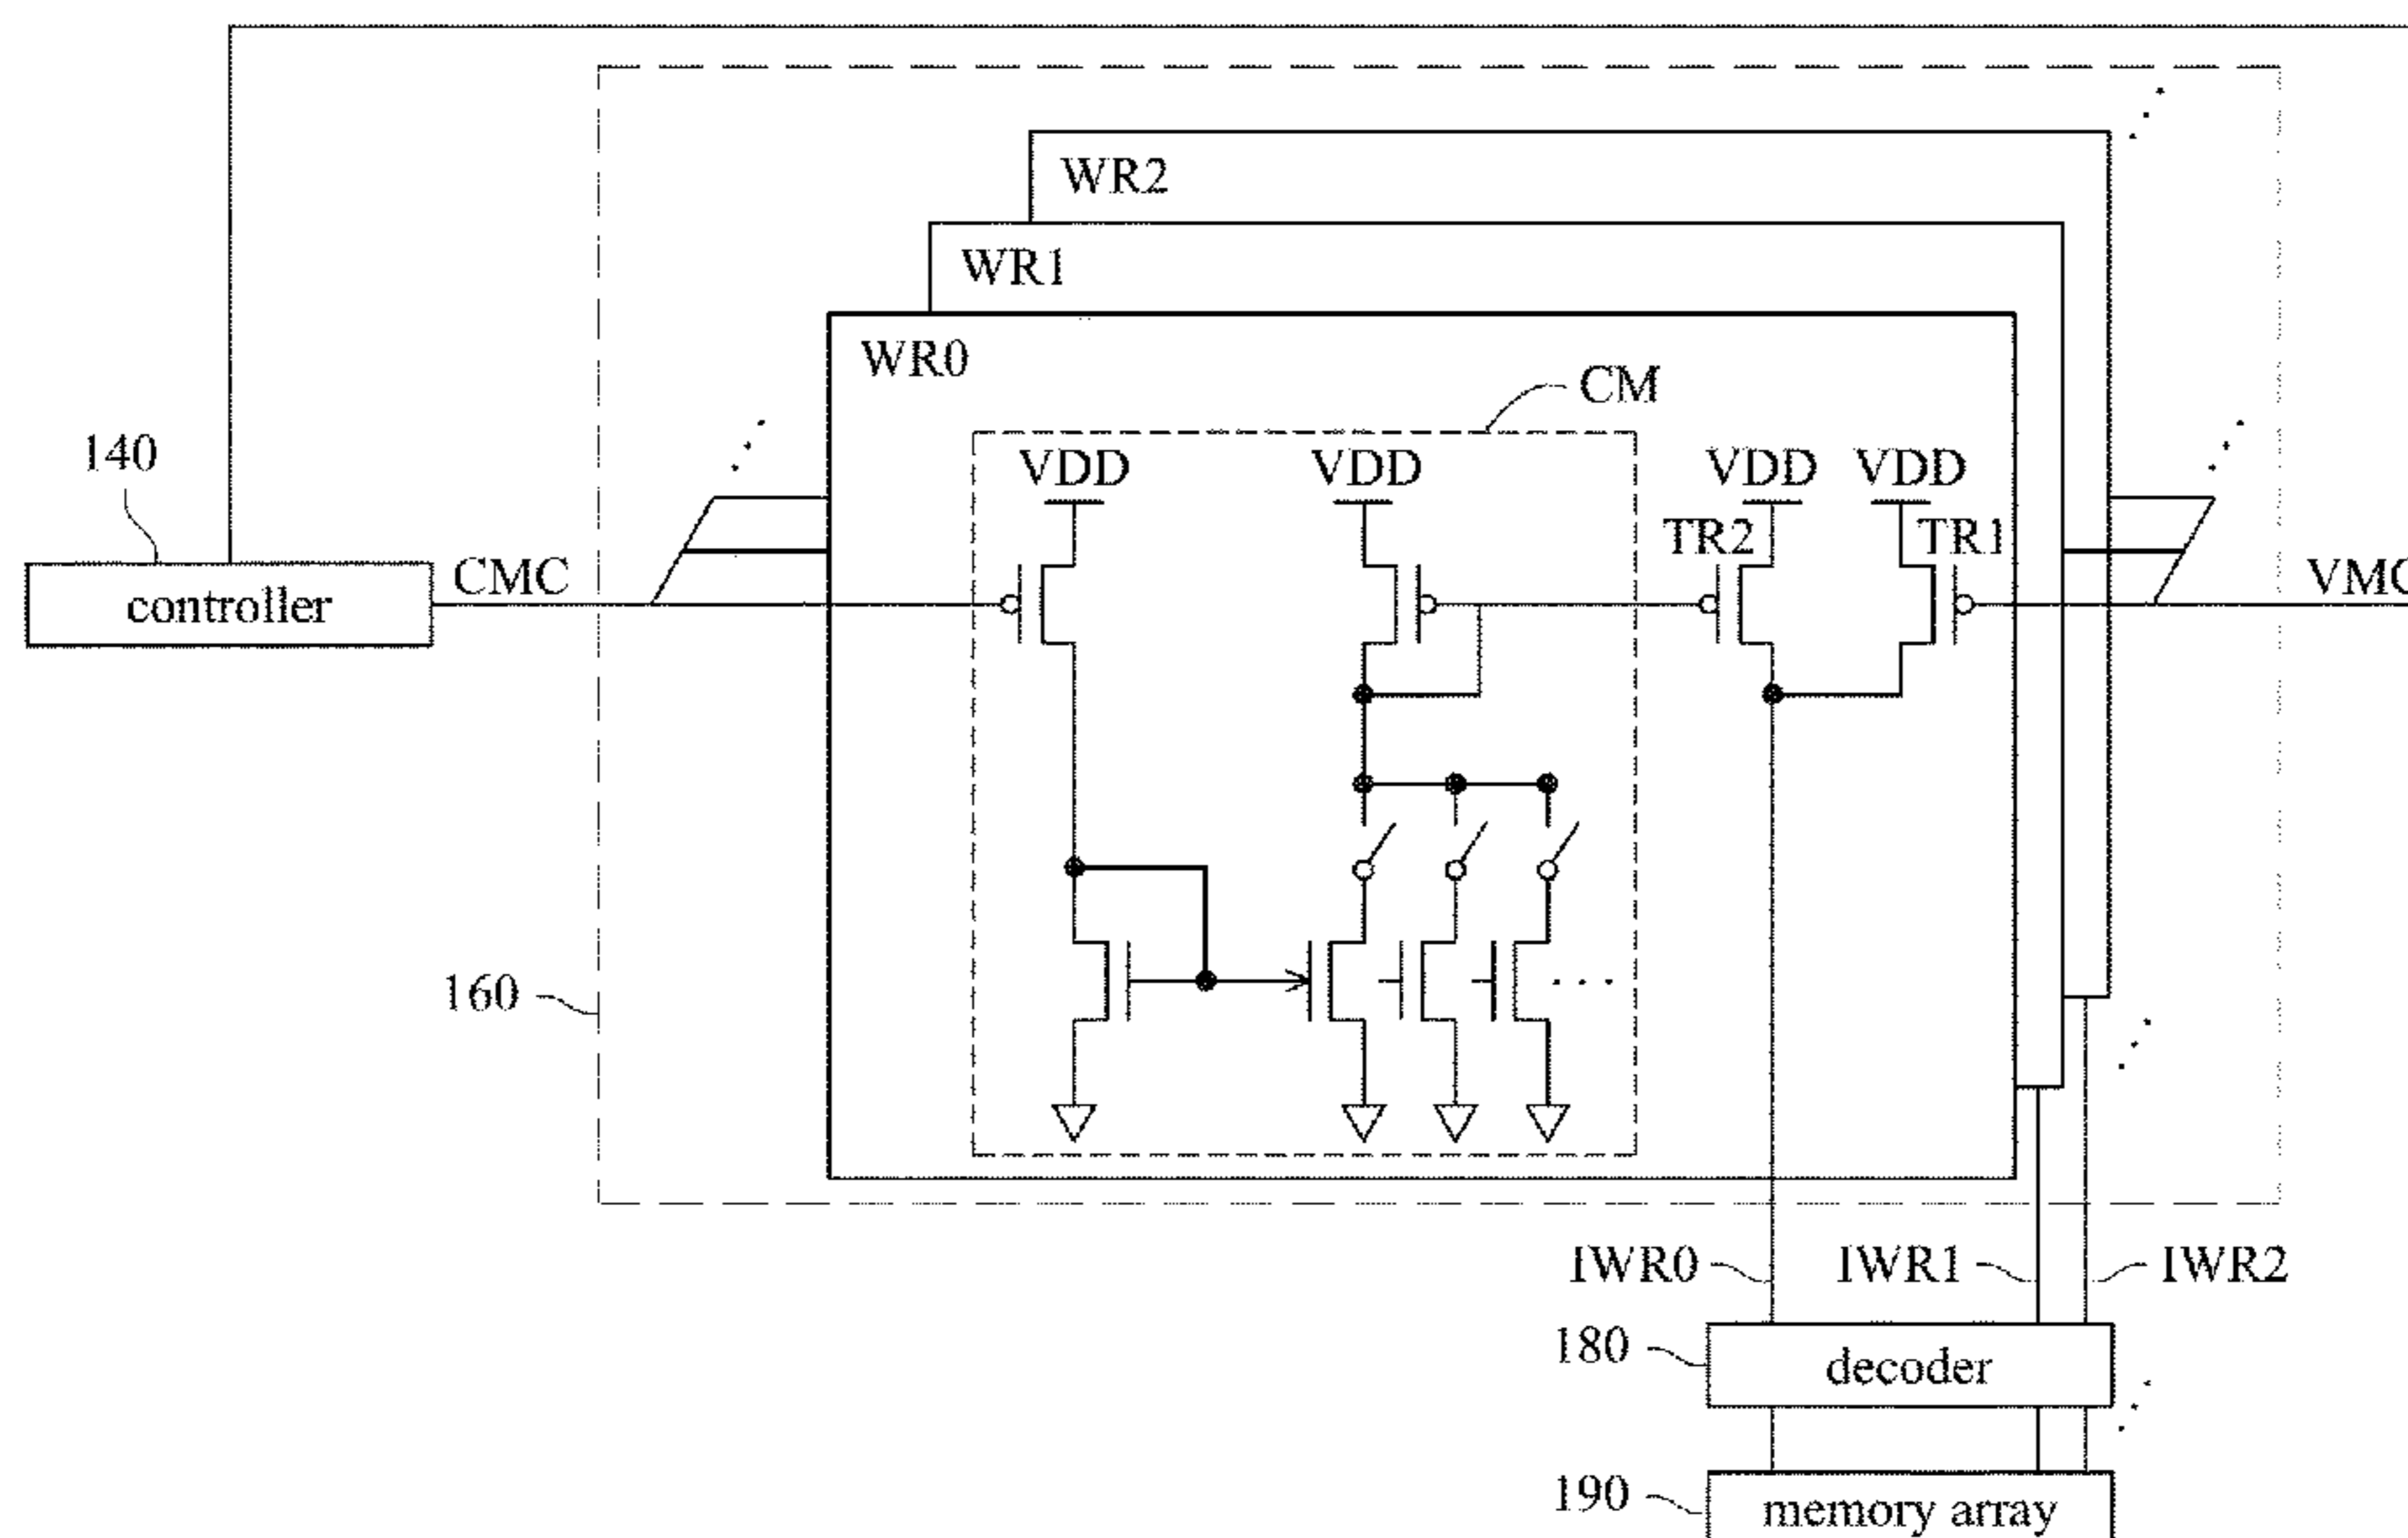 WR2
WR1
WR0
CM
140
VDD
VDD
VDD
VDD
TR2
TR1
CMC
VMC
controller
160
IWR0
IWR1
IWR2
180
decoder
190
memory array